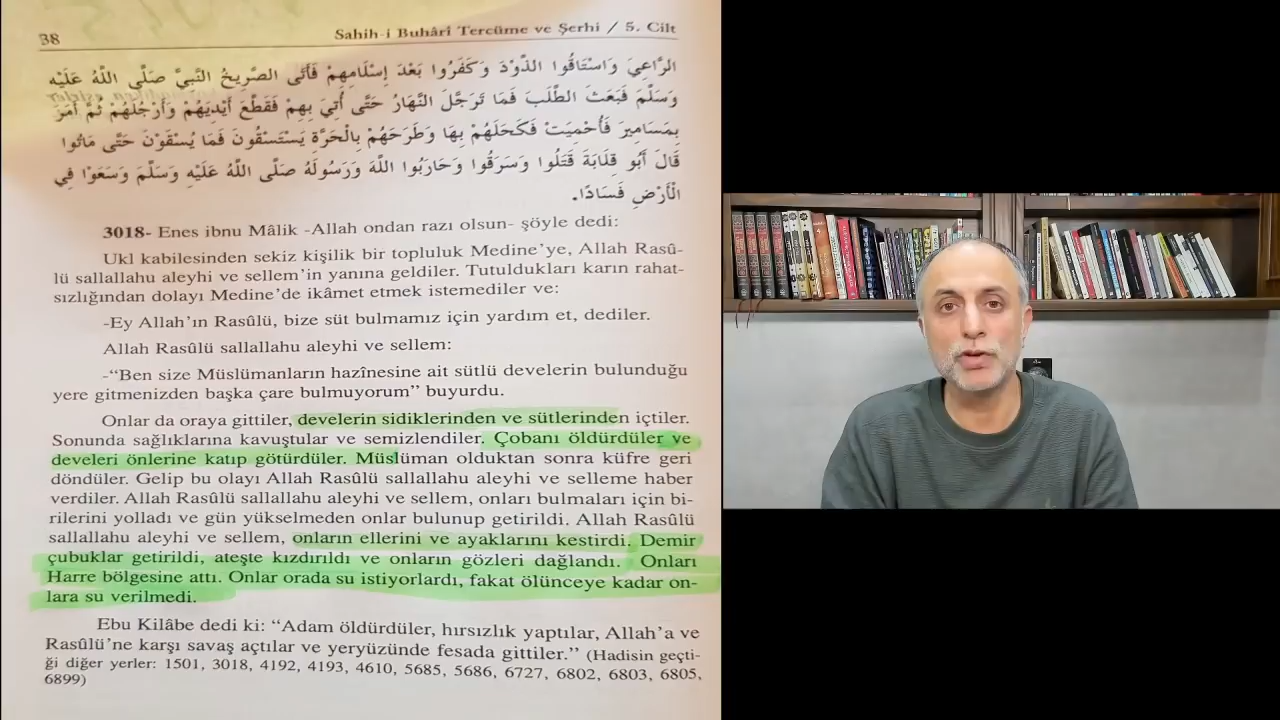 38
Sahih-i Buhârî Tercüme ve Şerhi / 5. Cilt
الرَّاعِيَ وَاسْتَاقُوا الذَّوْدَ وَكَفَرُوا بَعْدَ إِسْلَامِهِمْ فَأَتَى الصَّرِيخُ النَّبِيَّ صَلَّى اللَّهُ عَلَيْهِ
وَسَلَّمَ فَبَعَثَ الطَّلَبَ فَمَا تَرَجَّلَ النَّهَارُ حَتَّى أُتِيَ بِهِمْ فَقَطَّعَ أَيْدِيَهُمْ وَأَرْجُلَهُمْ ثُمَّ أَمَرَ
بِمَسَامِيرَ فَأُحْمِيَتْ فَكَحَلَهُمْ بِهَا وَطَرَحَهُمْ بِالْحَرَّةِ يَسْتَسْقُونَ فَمَا يُسْقَوْنَ حَتَّى مَاتُوا
قَالَ أَبُو قِلَابَةَ قَتَلُوا وَسَرَقُوا وَحَارَبُوا اللَّهَ وَرَسُولَهُ صَلَّى اللَّهُ عَلَيْهِ وَسَلَّمَ وَسَعَوْا فِي
الْأَرْضِ فَسَادًا.
3018- Enes ibnu Mâlik -Allah ondan razı olsun- şöyle dedi:
Ukl kabilesinden sekiz kişilik bir topluluk Medine'ye, Allah Rasû-
lü sallallahu aleyhi ve sellem'in yanına geldiler. Tutuldukları karın rahat-
sızlığından dolayı Medine'de ikâmet etmek istemediler ve:
-Ey Allah'ın Rasûlü, bize süt bulmamız için yardım et, dediler.
Allah Rasûlü sallallahu aleyhi ve sellem:
-“Ben size Müslümanların hazînesine ait sütlü develerin bulunduğu
yere gitmenizden başka çare bulmuyorum” buyurdu.
Onlar da oraya gittiler, develerin sidiklerinden ve sütlerinden içtiler.
Sonunda sağlıklarına kavuştular ve semizlendiler. Çobanı öldürdüler ve
develeri önlerine katıp götürdüler. Müslüman olduktan sonra küfre geri
döndüler. Gelip bu olayı Allah Rasûlü sallallahu aleyhi ve selleme haber
verdiler. Allah Rasûlü sallallahu aleyhi ve sellem, onları bulmaları için bi-
rilerini yolladı ve gün yükselmeden onlar bulunup getirildi. Allah Rasûlü
sallallahu aleyhi ve sellem, onların ellerini ve ayaklarını kestirdi. Demir
çubuklar getirildi, ateşte kızdırıldı ve onların gözleri dağlandı. Onları
Harre bölgesine attı. Onlar orada su istiyorlardı, fakat ölünceye kadar on-
lara su verilmedi.
Ebu Kilâbe dedi ki: “Adam öldürdüler, hırsızlık yaptılar, Allah'a ve
Rasûlü'ne karşı savaş açtılar ve yeryüzünde fesada gittiler.” (Hadisin geçti-
ği diğer yerler: 1501, 3018, 4192, 4193, 4610, 5685, 5686, 6727, 6802, 6803, 6805,
6899)